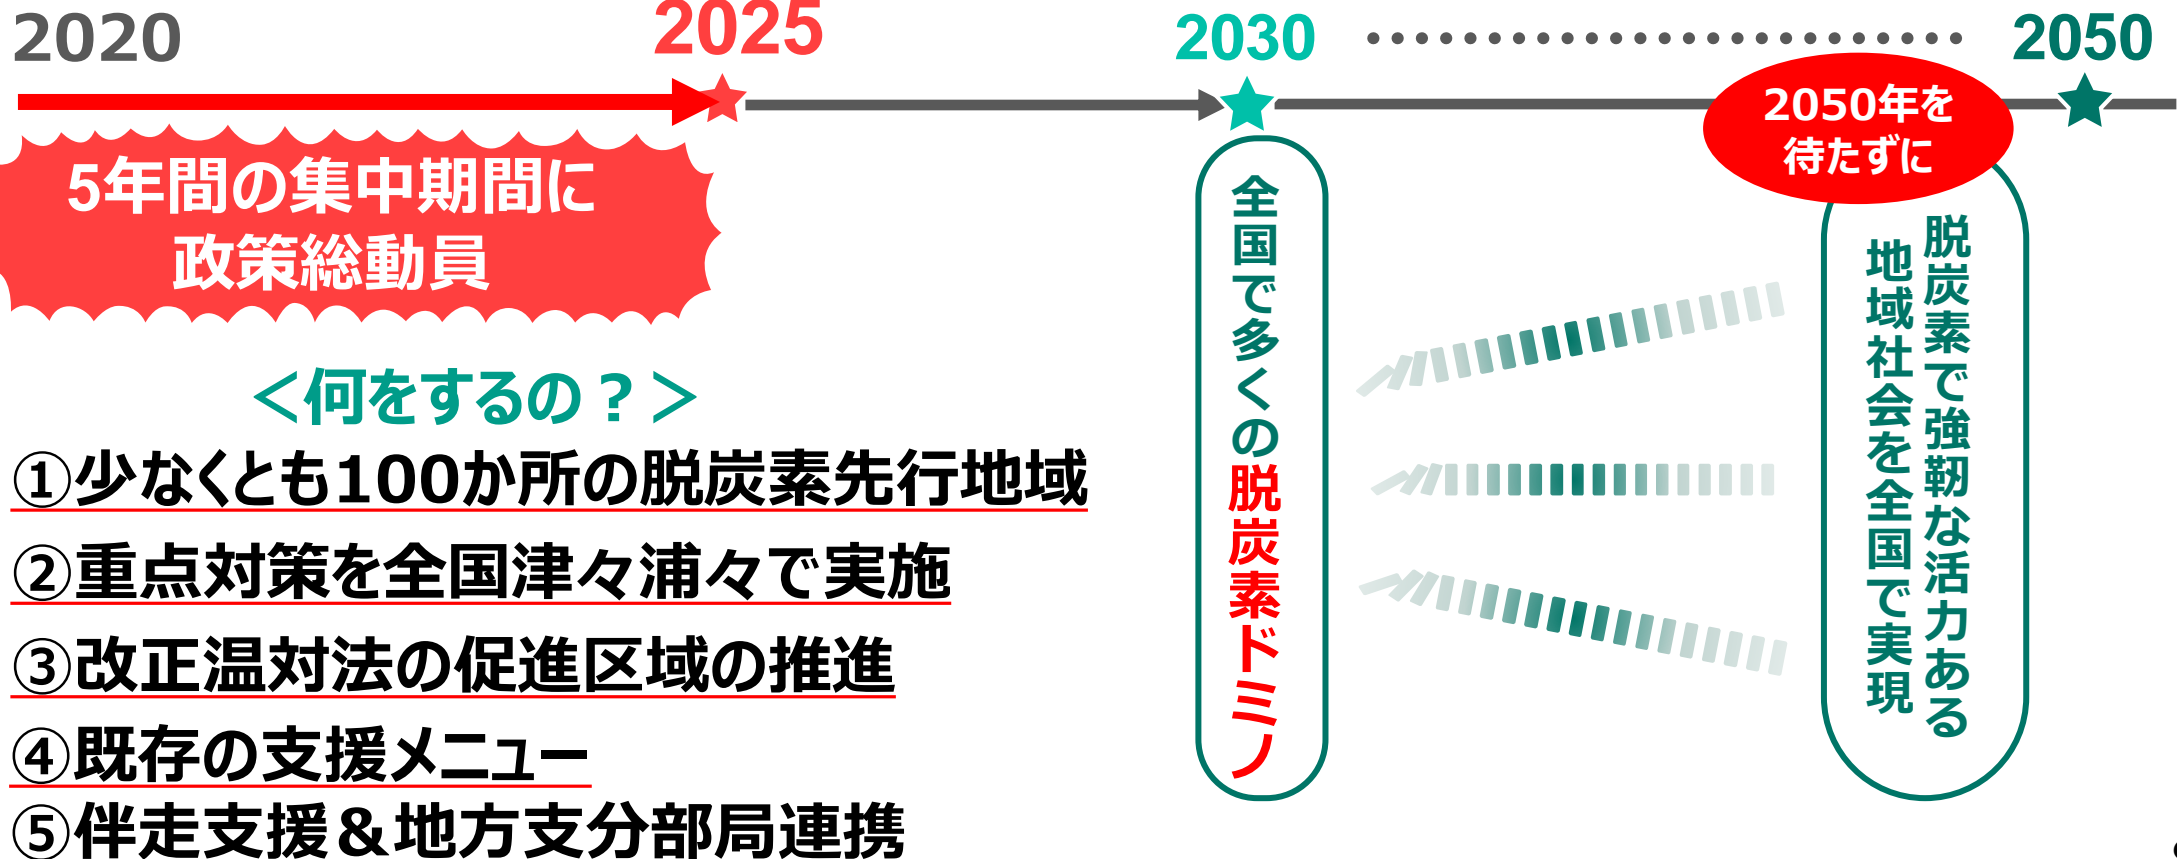 2020
2025
2030
2050
5年間の集中期間に
政策総動員
2050年を
待たずに
＜何をするの？＞
①少なくとも100か所の脱炭素先行地域
②重点対策を全国津々浦々で実施
③改正温対法の促進区域の推進
④既存の支援メニュー
⑤伴走支援＆地方支分部局連携
全国で多くの脱炭素ドミノ
脱炭素で強靭な活力ある
地域社会を全国で実現